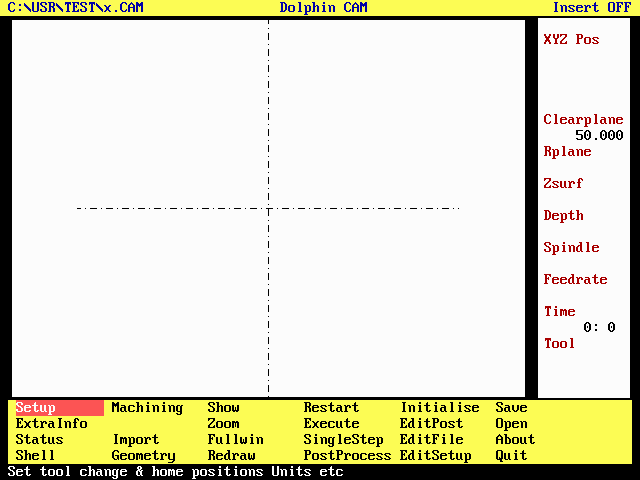 C:\USR\TEST\x.CAM Dolphin CAM Insert OFF
XYZ Pos
Clearplane
50.000
Rplane
Zsurf
Depth
Spindle
Feedrate
Time
0: 0
Tool
Setup Machining Show Restart Initialise Save
ExtraInfo Zoom Execute EditPost Open
Status Import Fullwin SingleStep EditFile About
Shell Geometry Redraw PostProcess EditSetup Quit
Set tool change & home positions Units etc